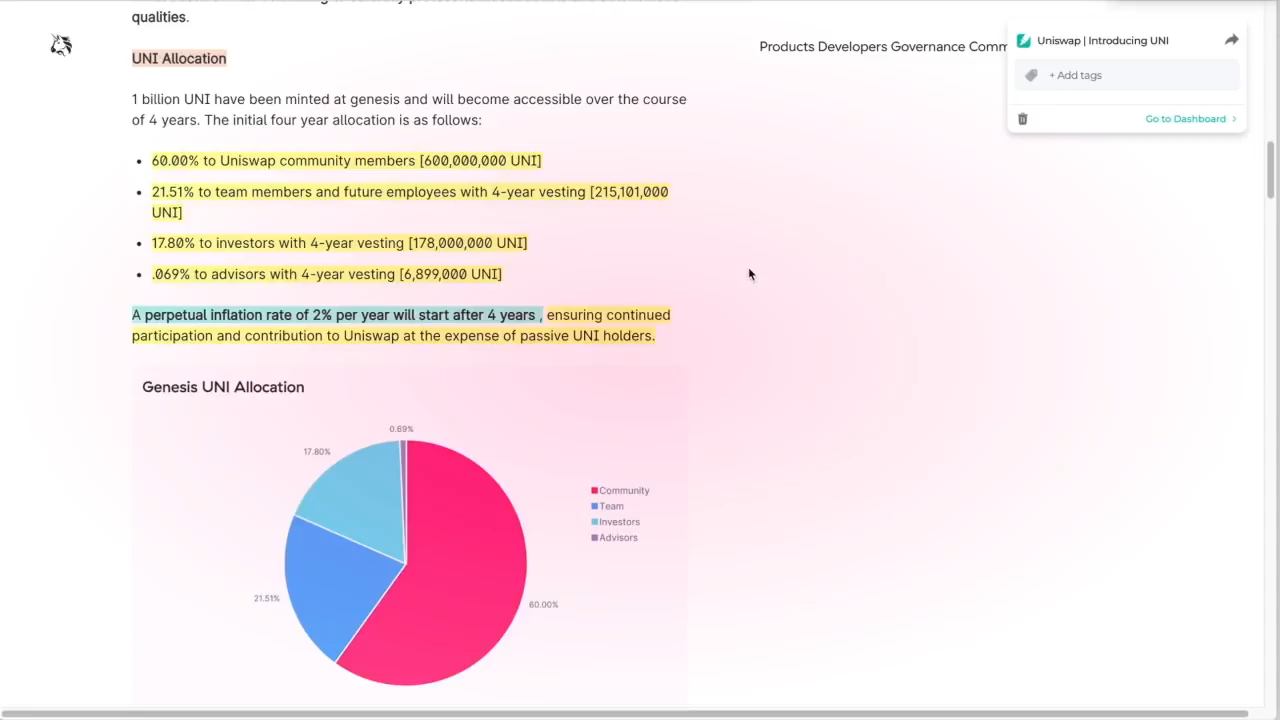 qualities.
UNI Allocation
Products Developers Governance Comm
Uniswap | Introducing UNI
+ Add tags
Go to Dashboard
1 billion UNI have been minted at genesis and will become accessible over the course
of 4 years. The initial four year allocation is as follows:
60.00% to Uniswap community members [600,000,000 UNI]
21.51% to team members and future employees with 4-year vesting [215,101,000
UNI]
17.80% to investors with 4-year vesting [178,000,000 UNI]
.069% to advisors with 4-year vesting [6,899,000 UNI]
A perpetual inflation rate of 2% per year will start after 4 years , ensuring continued
participation and contribution to Uniswap at the expense of passive UNI holders.
Genesis UNI Allocation
0.69%
17.80%
Community
Team
Investors
Advisors
21.51%
60.00%